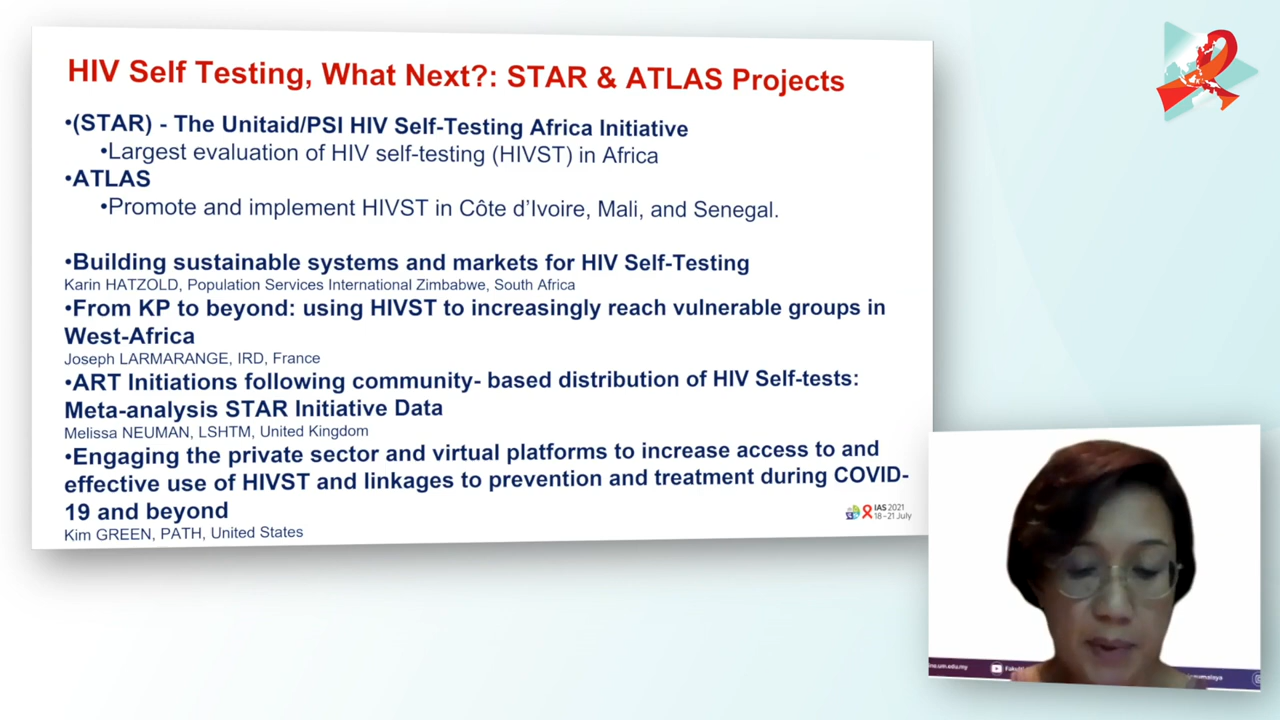 HIV Self Testing, What Next?: STAR & ATLAS Projects
•(STAR) - The Unitaid/PSI HIV Self-Testing Africa Initiative
•Largest evaluation of HIV self-testing (HIVST) in Africa
•ATLAS
•Promote and implement HIVST in Côte d’Ivoire, Mali, and Senegal.
•Building sustainable systems and markets for HIV Self-Testing
Karin HATZOLD, Population Services International Zimbabwe, South Africa
•From KP to beyond: using HIVST to increasingly reach vulnerable groups in
West-Africa
Joseph LARMARANGE, IRD, France
•ART Initiations following community- based distribution of HIV Self-tests:
Meta-analysis STAR Initiative Data
Melissa NEUMAN, LSHTM, United Kingdom
•Engaging the private sector and virtual platforms to increase access to and
effective use of HIVST and linkages to prevention and treatment during COVID-
19 and beyond
Kim GREEN, PATH, United States
IAS 2021
18–21 July